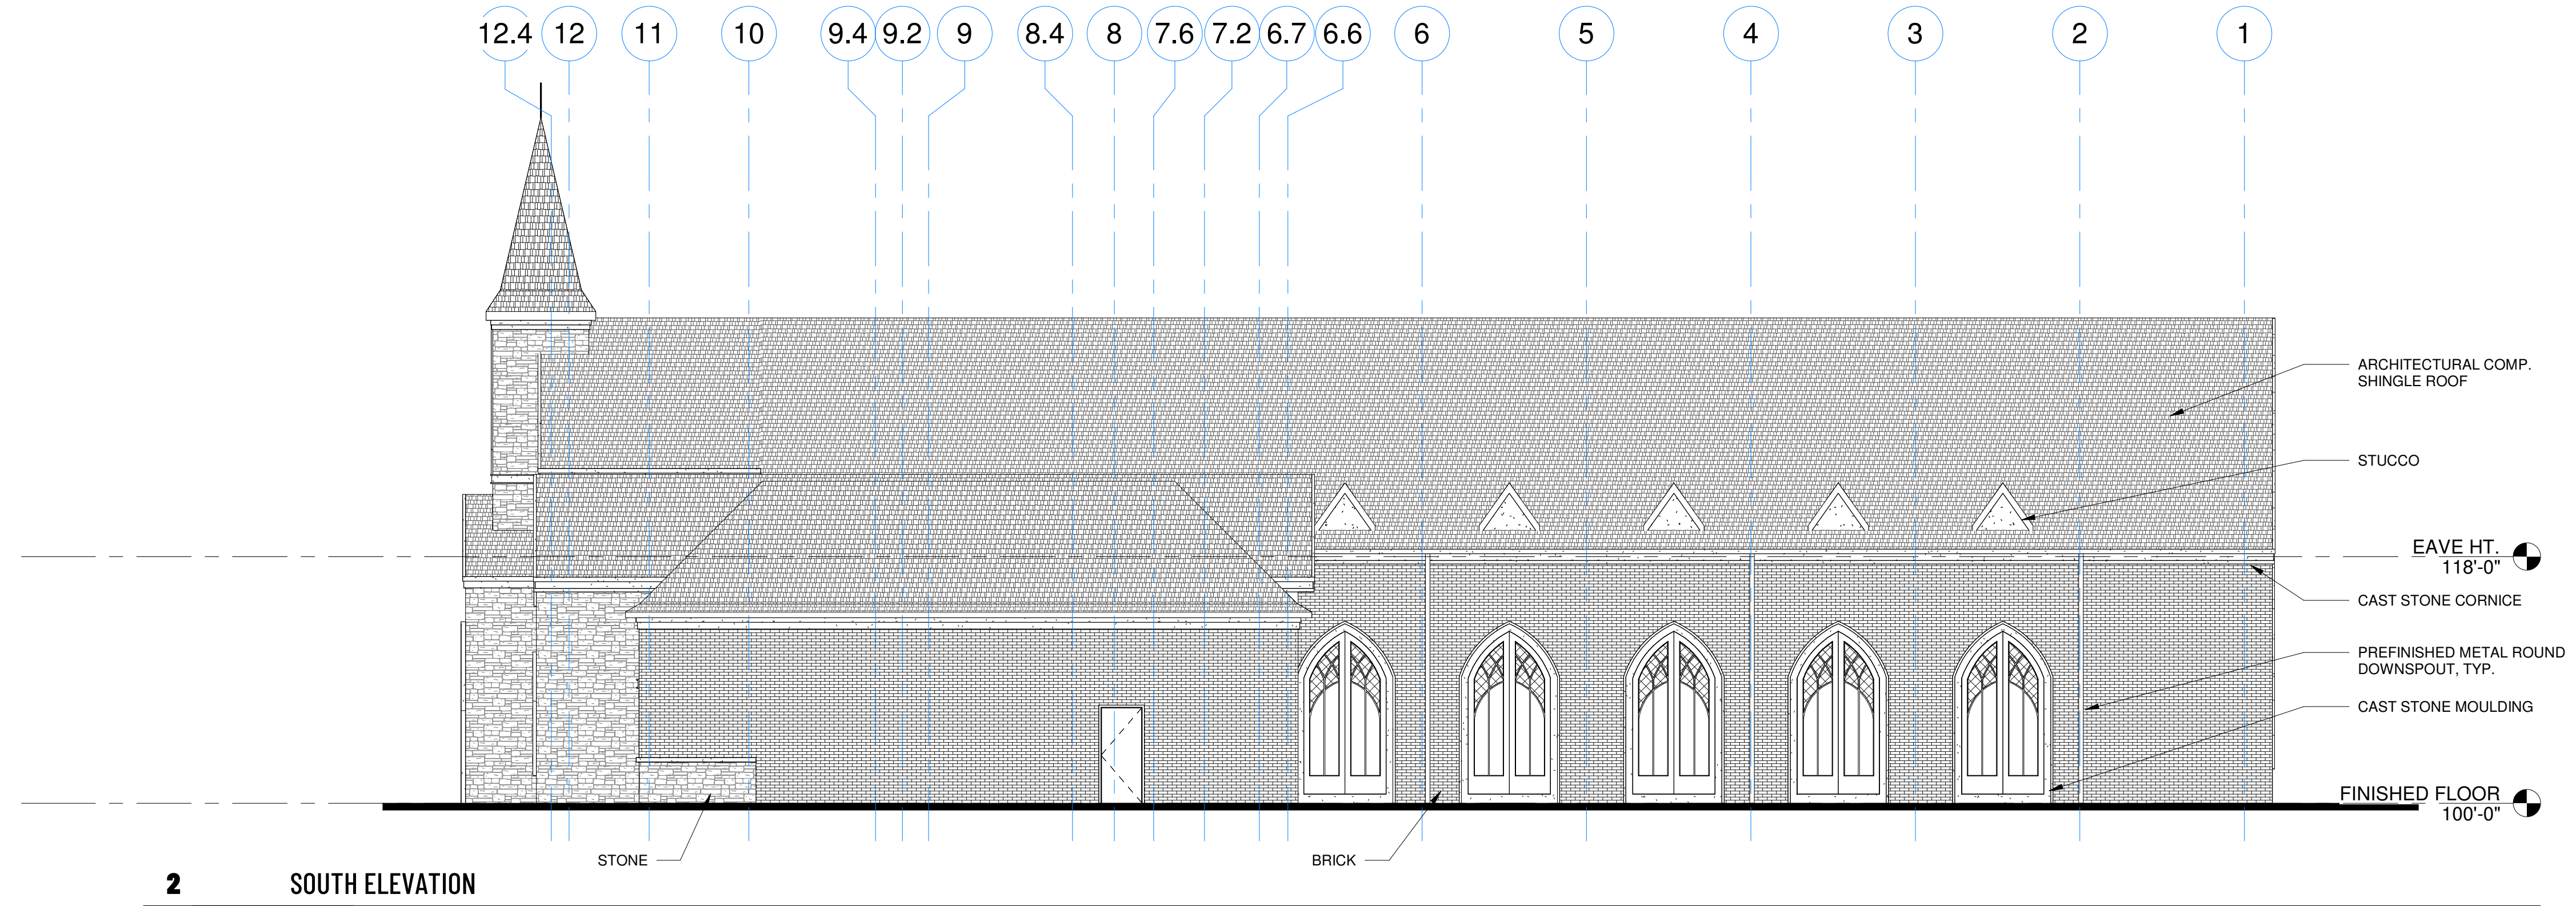 12.4 12 11 10 9.4 9.2 9 8.4 8 7.6 7.2 6.7 6.6 6 5 4 3 2 1
ARCHITECTURAL COMP.
SHINGLE ROOF
STUCCO
EAVE HT.
118'-0"
CAST STONE CORNICE
PREFINISHED METAL ROUND
DOWNSPOUT, TYP.
CAST STONE MOULDING
FINISHED FLOOR
100'-0"
STONE
BRICK
2 SOUTH ELEVATION